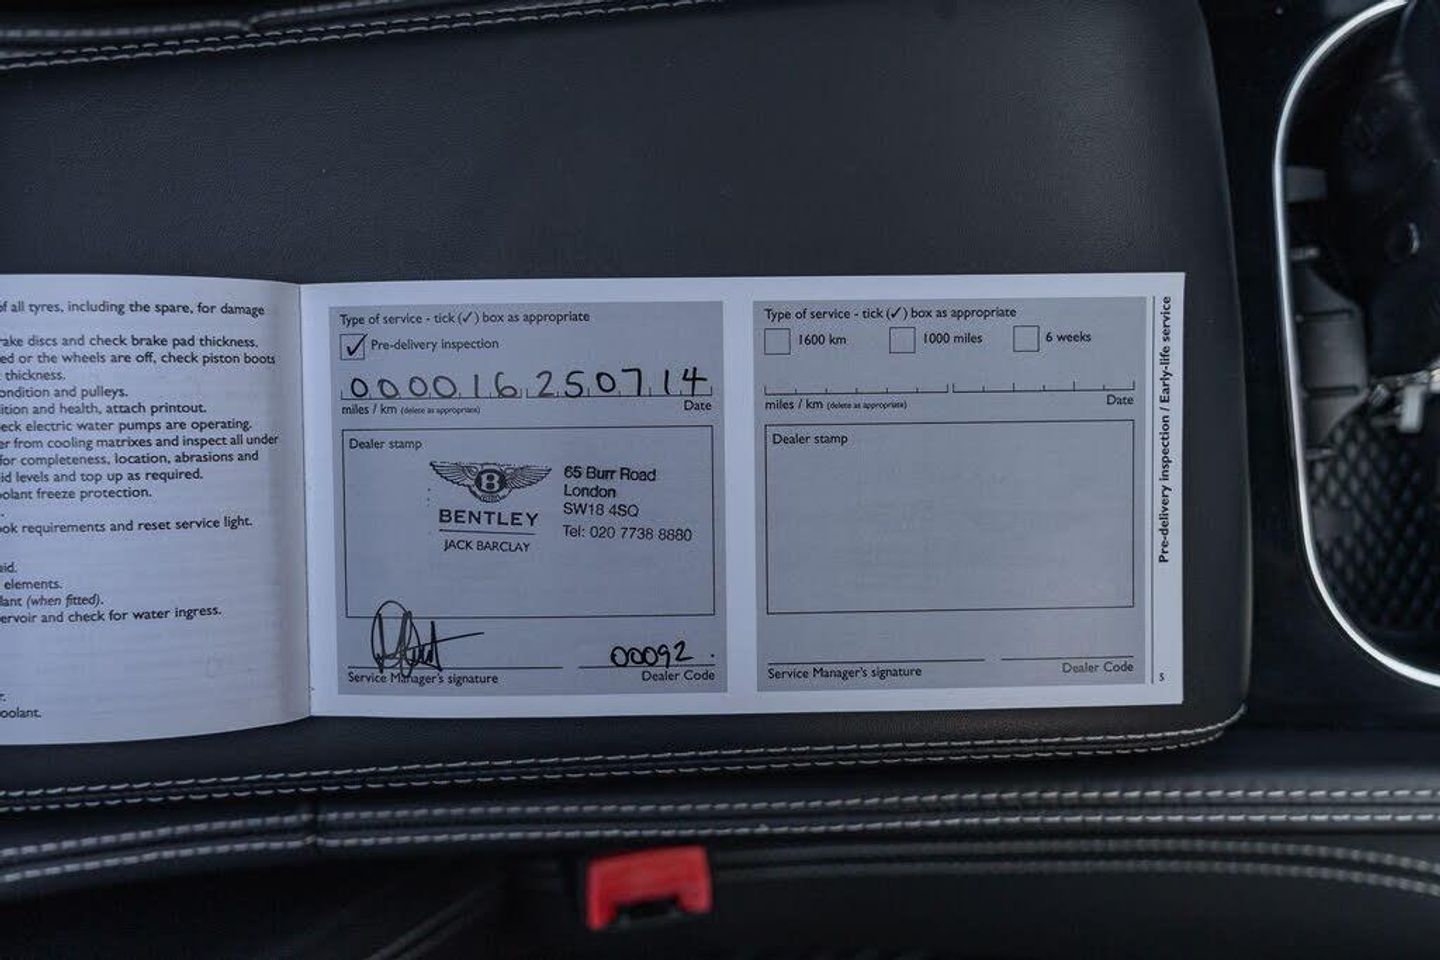 of all tyres, including the spare, for damage
brake discs and check brake pad thickness.
ed or the wheels are off, check piston boots
thickness.
condition and pulleys.
ition and health, attach printout.
eck electric water pumps are operating.
er from cooling matrixes and inspect all under
for completeness, location, abrasions and
id levels and top up as required.
oolant freeze protection.
ook requirements and reset service light.
aid.
elements.
lant (when fitted).
ervoir and check for water ingress.
r.
oolant.
Type of service - tick (✓) box as appropriate
✓ Pre-delivery inspection
000016 250714
miles / km (delete as appropriate) Date
Dealer stamp
B
BENTLEY
JACK BARCLAY
65 Burr Road
London
SW18 4SQ
Tel: 020 7738 8880
00092
Service Manager's signature Dealer Code
Type of service - tick (✓) box as appropriate
1600 km 1000 miles 6 weeks
miles / km (delete as appropriate) Date
Dealer stamp
Service Manager's signature Dealer Code
Pre-delivery inspection / Early-life service
5